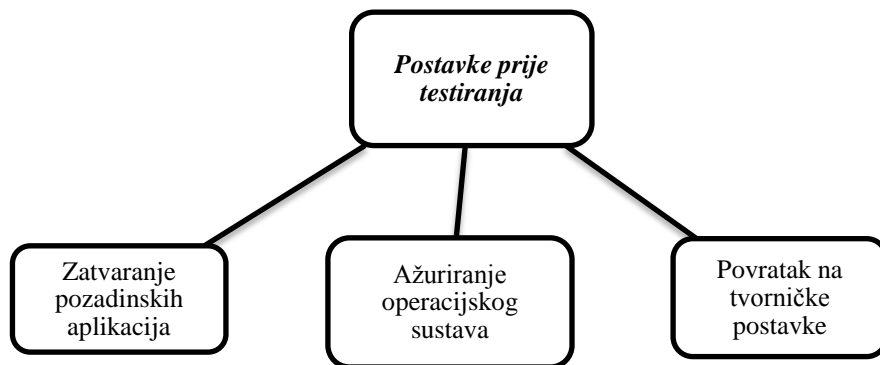 Postavke prije
testiranja
Zatvaranje
pozadinskih
aplikacija
Ažuriranje
operacijskog
sustava
Povratak na
tvorničke
postavke